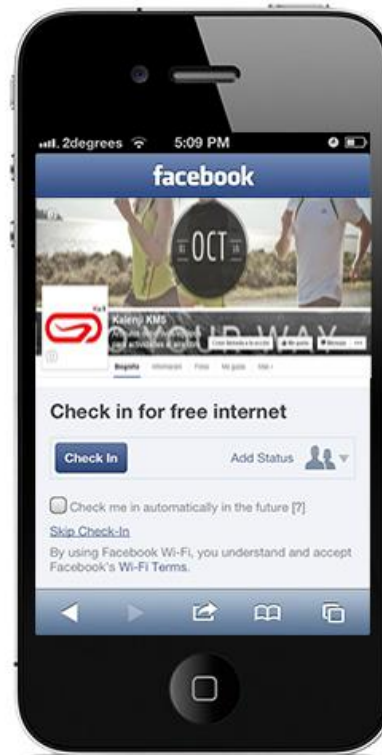 2degrees 5:09 PM
facebook
OCT
Kalenji KMS
YOUR WAY
Check in for free internet
Check In Add Status
Check me in automatically in the future [?]
Skip Check-In
By using Facebook Wi-Fi, you understand and accept
Facebook's Wi-Fi Terms.